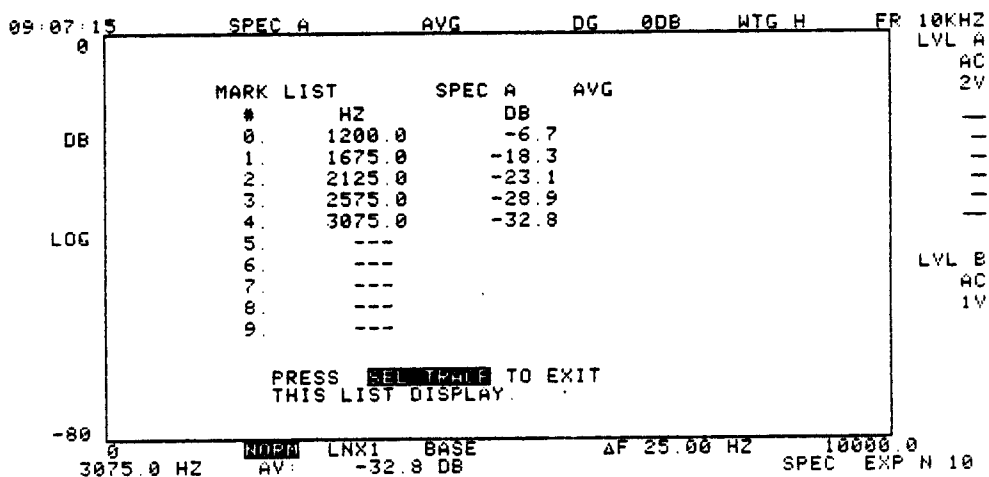 09:07:15 SPEC A AVG DG 0DB WTG H FR 10KHZ
0 LVL A
AC
2V
MARK LIST SPEC A AVG
# HZ DB
DB 0. 1200.0 -6.7
1. 1675.0 -18.3
2. 2125.0 -23.1
3. 2575.0 -28.9
4. 3075.0 -32.8
LOG 5. ---
6. --- LVL B
7. --- AC
8. --- 1V
9. ---
PRESS SEL TRACE TO EXIT
THIS LIST DISPLAY.
-80
0 NORM LNX1 BASE ΔF 25.00 HZ 10000.0
3075.0 HZ AV: -32.8 DB SPEC EXP N 10